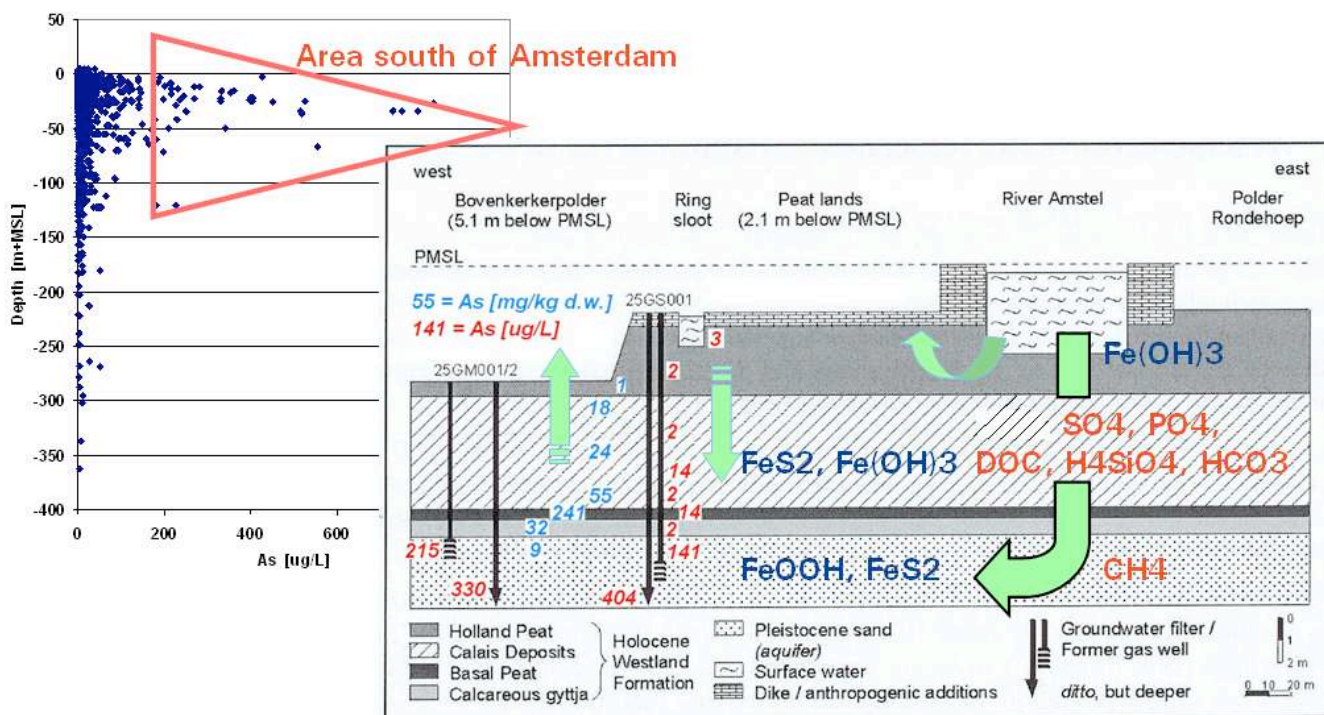 50
0
-50
-100
-150
-200
-250
-300
-350
-400
0
200
400
600
Depth [m+MSL]
As [ug/L]
Area south of Amsterdam
west
east
Bovenkerkerpolder
(5.1 m below PMSL)
Ring
sloot
Peat lands
(2.1 m below PMSL)
River Amstel
Polder
Rondehoep
PMSL
55 = As [mg/kg d.w.]
141 = As [ug/L]
25GS001
25GM001/2
3
2
1
18
2
24
14
55
2
241
14
32
2
9
141
215
330
404
Fe(OH)3
SO4, PO4,
FeS2, Fe(OH)3
DOC, H4SiO4, HCO3
FeOOH, FeS2
CH4
Holland Peat
Calais Deposits
Basal Peat
Calcareous gyttja
Holocene
Westland
Formation
Pleistocene sand
(aquifer)
Surface water
Dike / anthropogenic additions
Groundwater filter /
Former gas well
ditto, but deeper
0
1
2 m
0 10 20 m